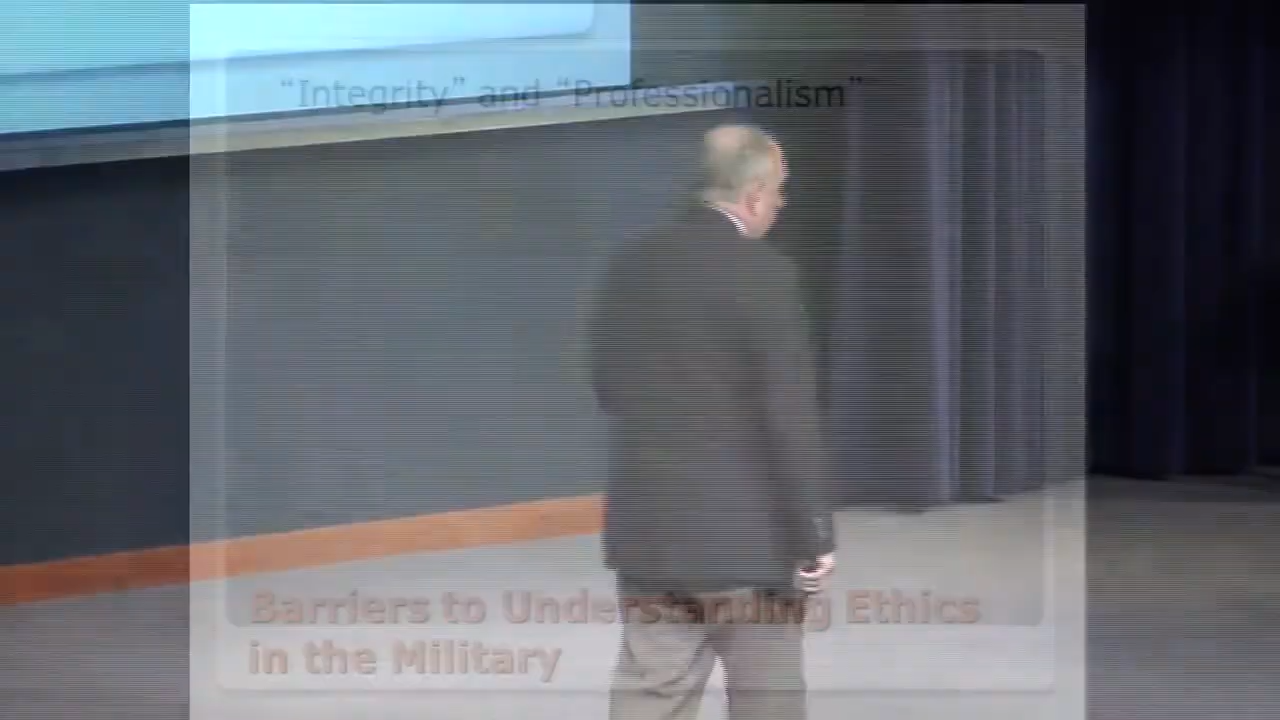 “Integrity” and “Professionalism”
Barriers to Understanding Ethics
in the Military